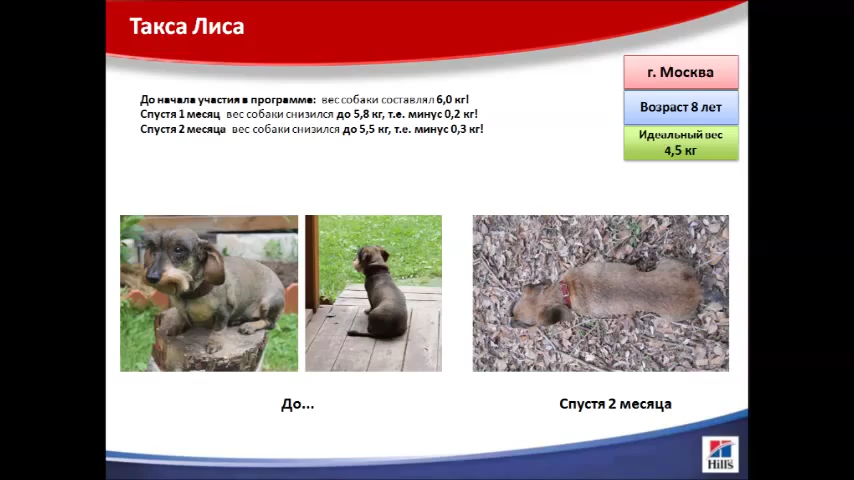 Такса Лиса
г. Москва
Возраст 8 лет
Идеальный вес
4,5 кг
До начала участия в программе: вес собаки составлял 6,0 кг!
Спустя 1 месяц вес собаки снизился до 5,8 кг, т.е. минус 0,2 кг!
Спустя 2 месяца вес собаки снизился до 5,5 кг, т.е. минус 0,3 кг!
До...
Спустя 2 месяца
Hill's